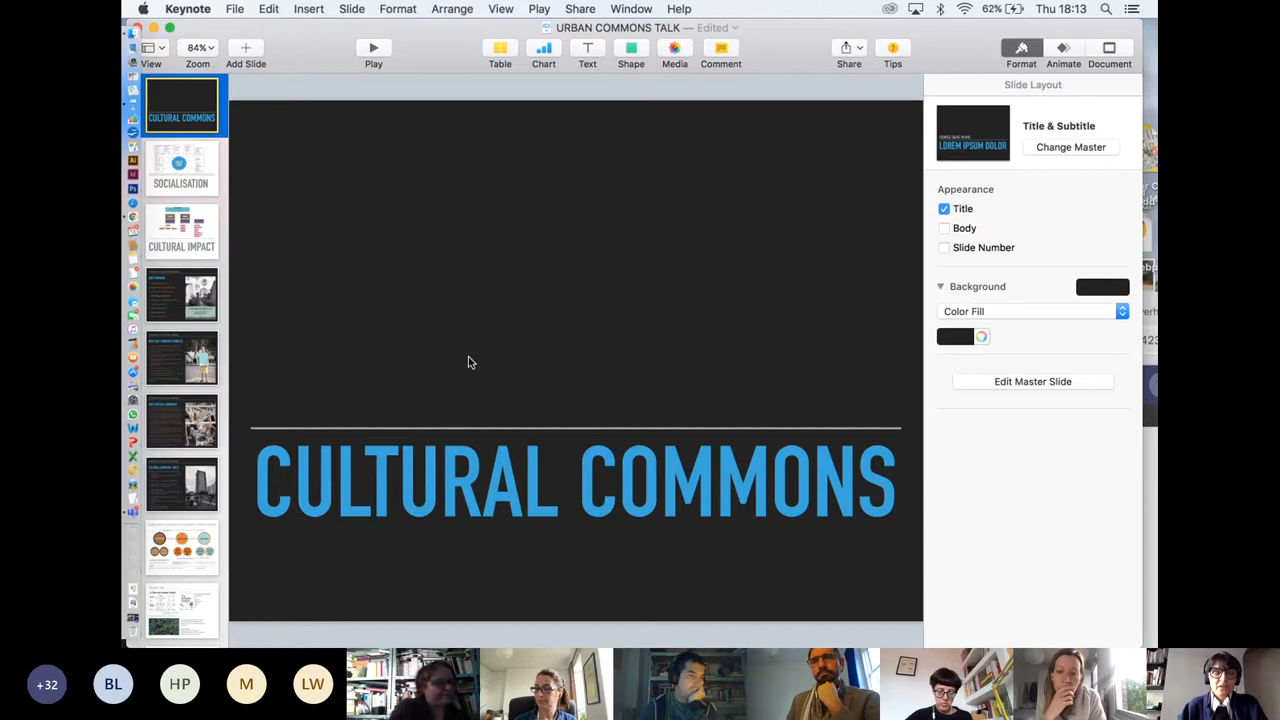 Keynote File Edit Insert Slide Format Arrange View Play Share Window Help 62% Thu 18:13
URBAN COMMONS TALK — Edited
84%
View Zoom Add Slide Play Table Chart Text Shape Media Comment Share Tips Format Animate Document
Slide Layout
CULTURAL COMMONS
SOCIALISATION
CULTURAL IMPACT
CULTURAL COMMONS
LOREM IPSUM DOLOR
Title & Subtitle
Change Master
Appearance
Title
Body
Slide Number
Background
Color Fill
Edit Master Slide
+32 BL HP M LW